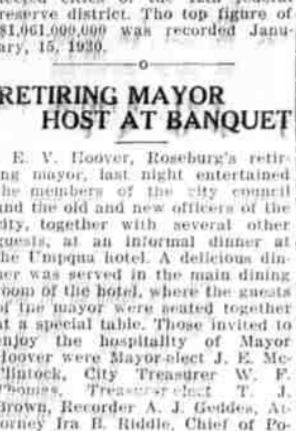 reserve district. The top figure of
$1,061,000,000 was recorded Janu-
ary, 15, 1930.
RETIRING MAYOR
HOST AT BANQUET
E. V. Hoover, Roseburg's retir-
ng mayor, last night entertained
the members of the city council
and the old and new officers of the
city, together with several other
guests, at an informal dinner at
the Umpqua hotel. A delicious din-
ner was served in the main dining
room of the hotel, where the guests
of the mayor were seated together
at a special table. Those invited to
enjoy the hospitality of Mayor
Hoover were Mayor-elect J. E. Mc-
Clintock, City Treasurer W. F.
Thomas, Treasurer-elect T. J.
Brown, Recorder A. J. Geddes, At-
orney Ira B. Riddle, Chief of Po-